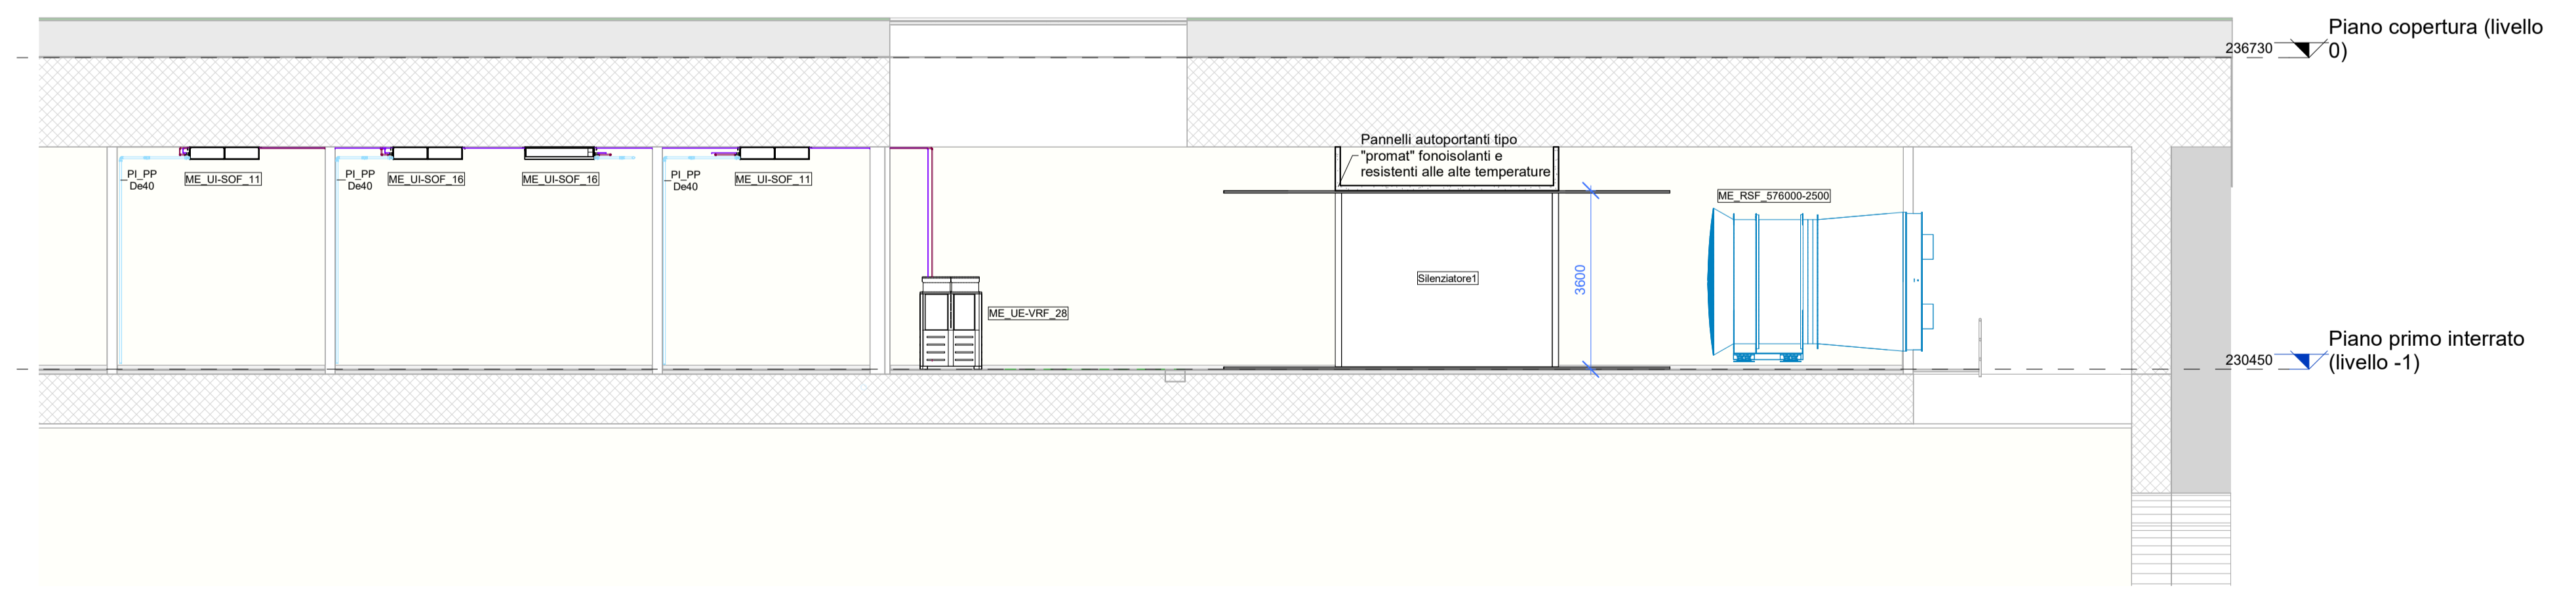 Piano copertura (livello
0)
236730
Pannelli autoportanti tipo
"promat" fonoisolanti e
resistenti alle alte temperature
PI_PP
De40
ME_UI-SOF_11
PI_PP
De40
ME_UI-SOF_16
ME_UI-SOF_16
PI_PP
De40
ME_UI-SOF_11
ME_RSF_576000-2500
Silenziatore1
3600
ME_UE-VRF_28
Piano primo interrato
(livello -1)
230450